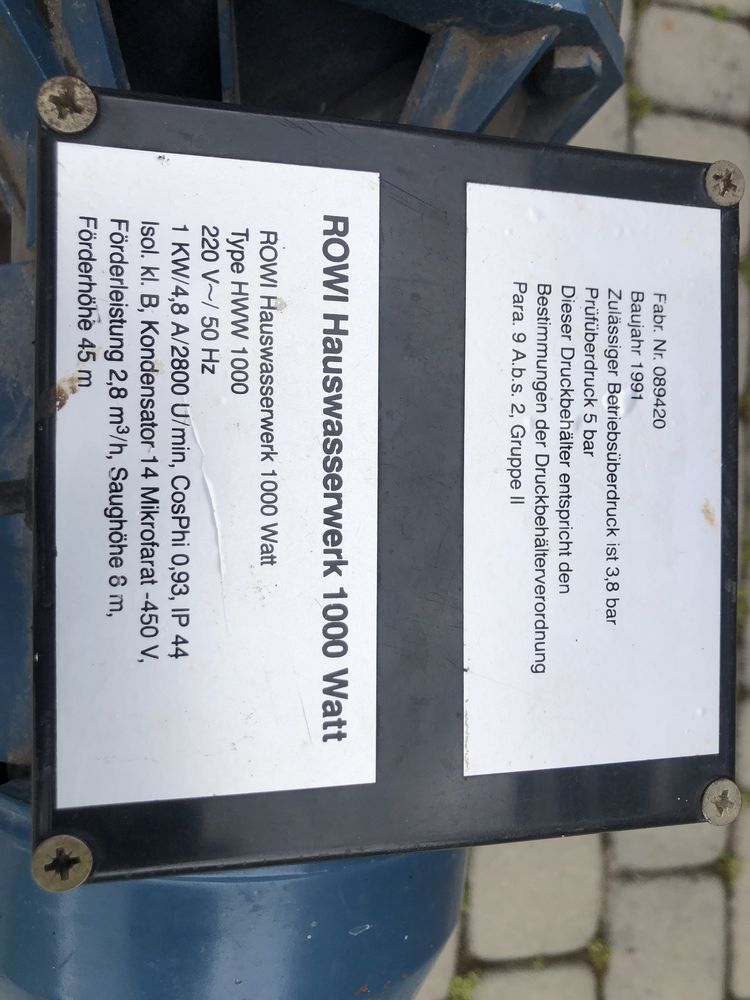 Fabr. Nr. 089420
Baujahr 1991
Zulässiger Betriebsüberdruck ist 3,8 bar
Prüfüberdruck 5 bar
Dieser Druckbehälter entspricht den
Bestimmungen der Druckbehälterverordnung
Para. 9 A.b.s. 2, Gruppe II
ROWI Hauswasserwerk 1000 Watt
ROWI Hauswasserwerk 1000 Watt
Type HWW 1000
220 V~/ 50 Hz
1 KW/4,8 A/2800 U/min, CosPhi 0,93, IP 44
Isol. kl. B, Kondensator 14 Mikrofarat -450 V,
Förderleistung 2,8 m³/h, Saughöhe 8 m,
Förderhöhe 45 m